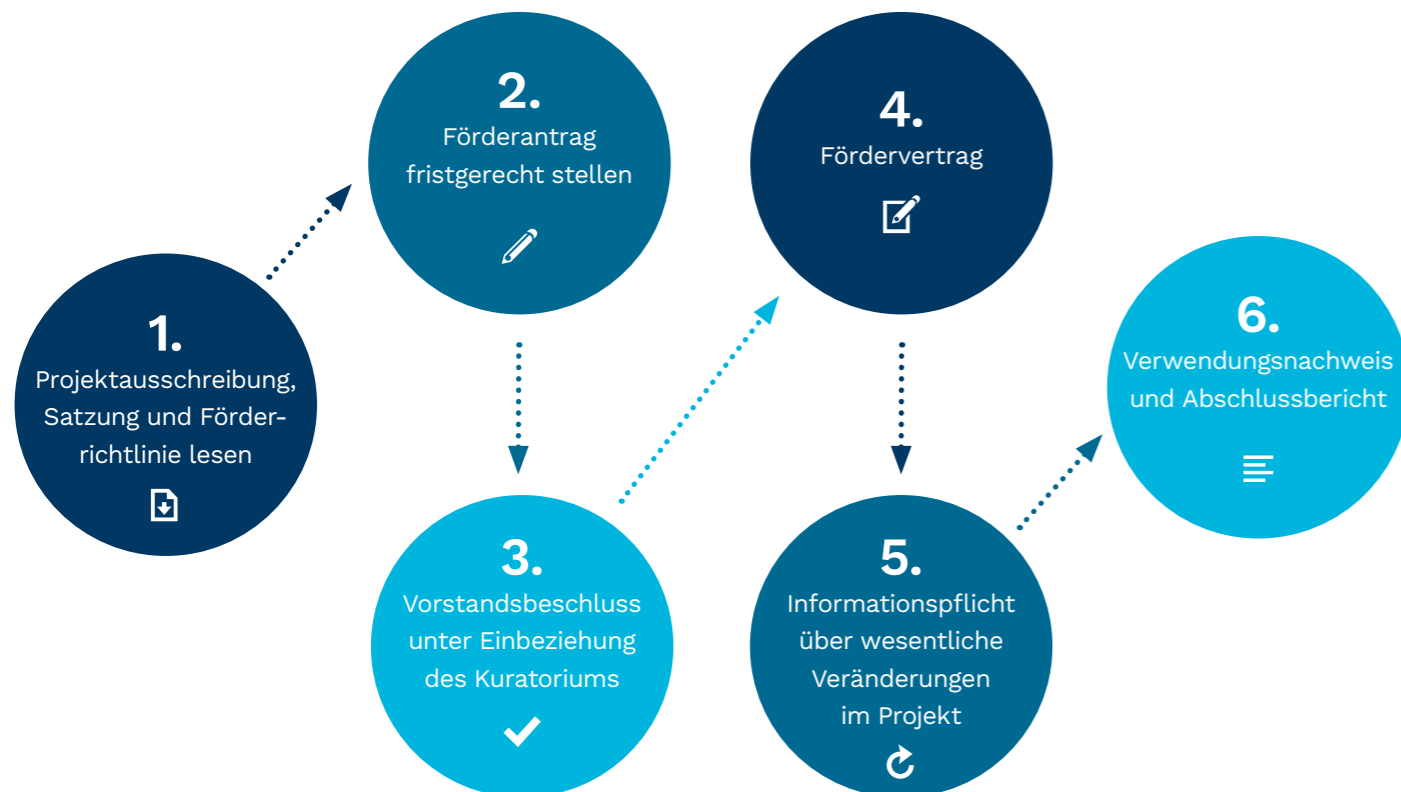 1.
Projektausschreibung,
Satzung und Förder-
richtlinie lesen
2.
Förderantrag
fristgerecht stellen
3.
Vorstandsbeschluss
unter Einbeziehung
des Kuratoriums
4.
Fördervertrag
5.
Informationspflicht
über wesentliche
Veränderungen
im Projekt
6.
Verwendungsnachweis
und Abschlussbericht